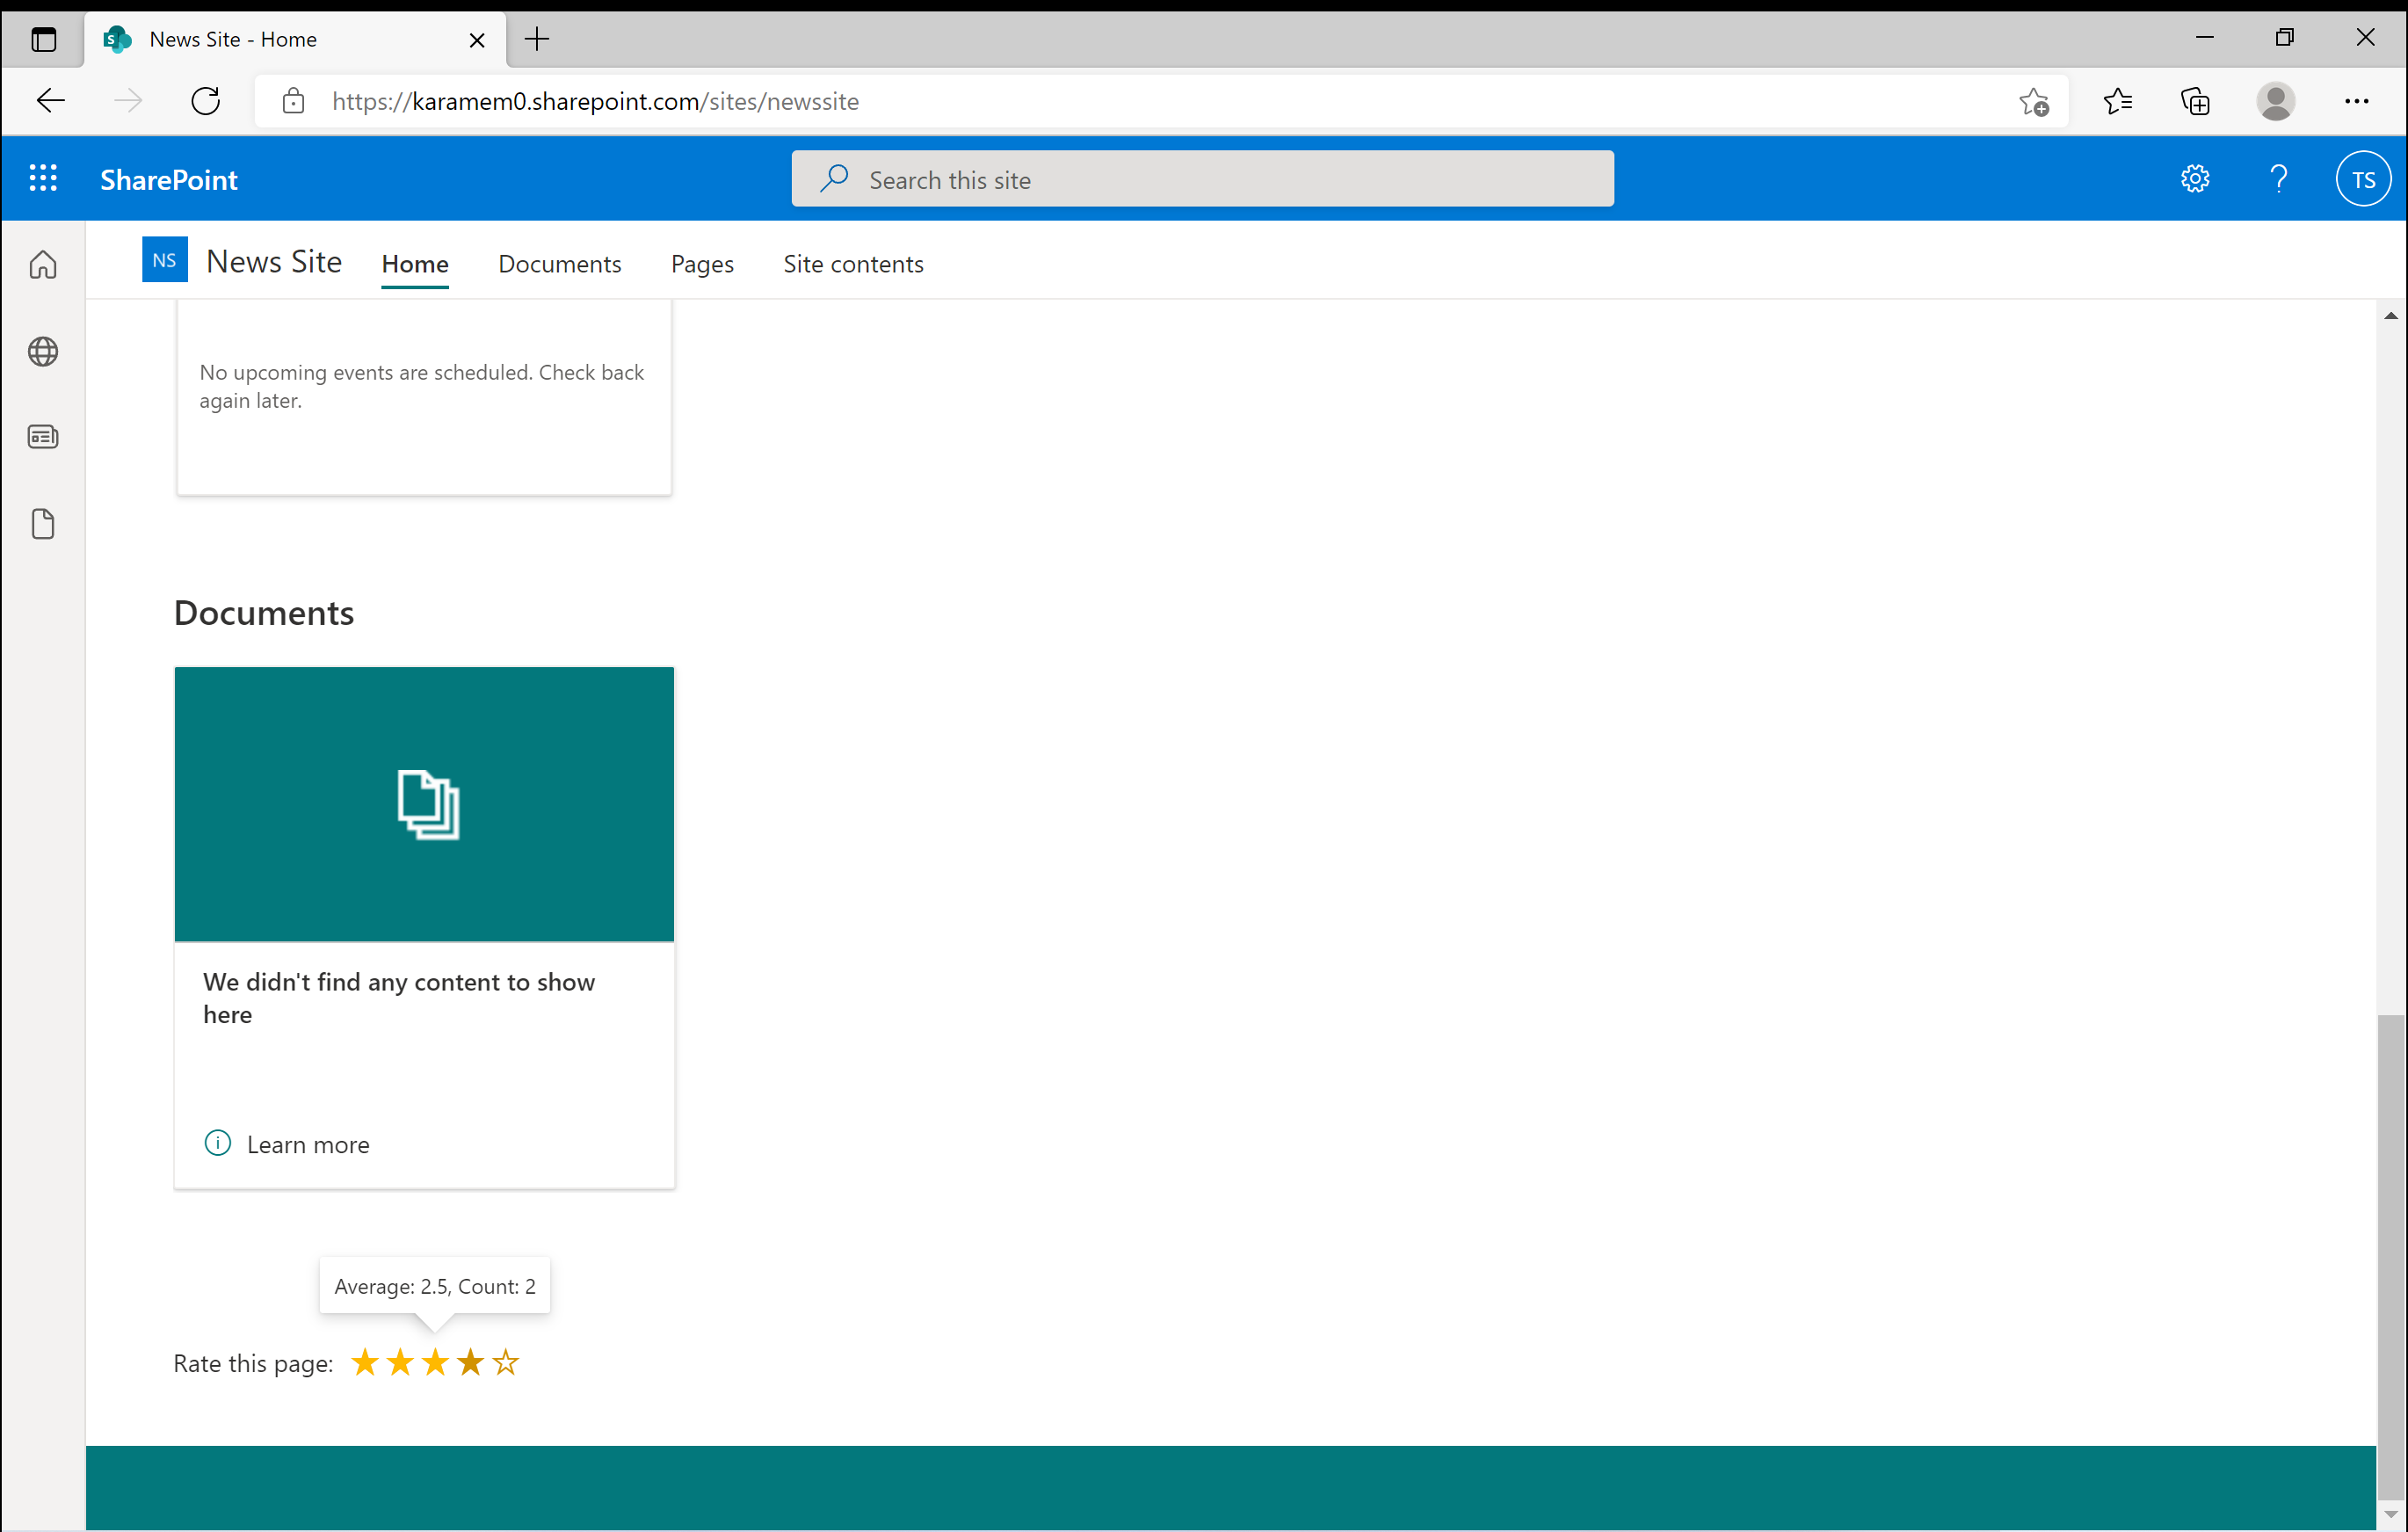 News Site - Home
https://karamem0.sharepoint.com/sites/newssite
SharePoint
Search this site
TS
NS
News Site
Home
Documents
Pages
Site contents
No upcoming events are scheduled. Check back
again later.
Documents
We didn't find any content to show
here
Learn more
Average: 2.5, Count: 2
Rate this page: